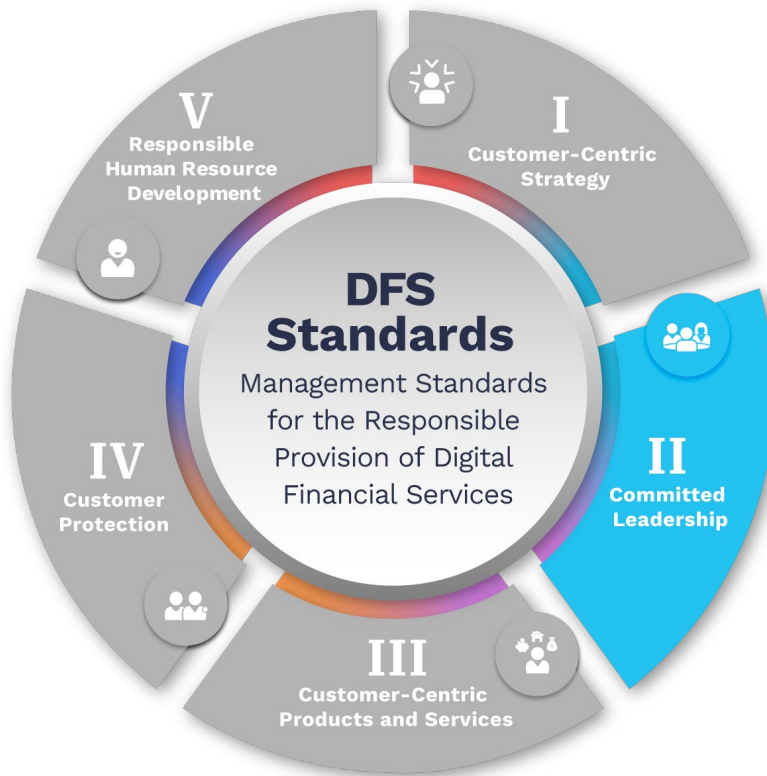 DFS
Standards
Management Standards
for the Responsible
Provision of Digital
Financial Services
I
Customer-Centric
Strategy
II
Committed
Leadership
III
Customer-Centric
Products and Services
IV
Customer
Protection
V
Responsible
Human Resource
Development